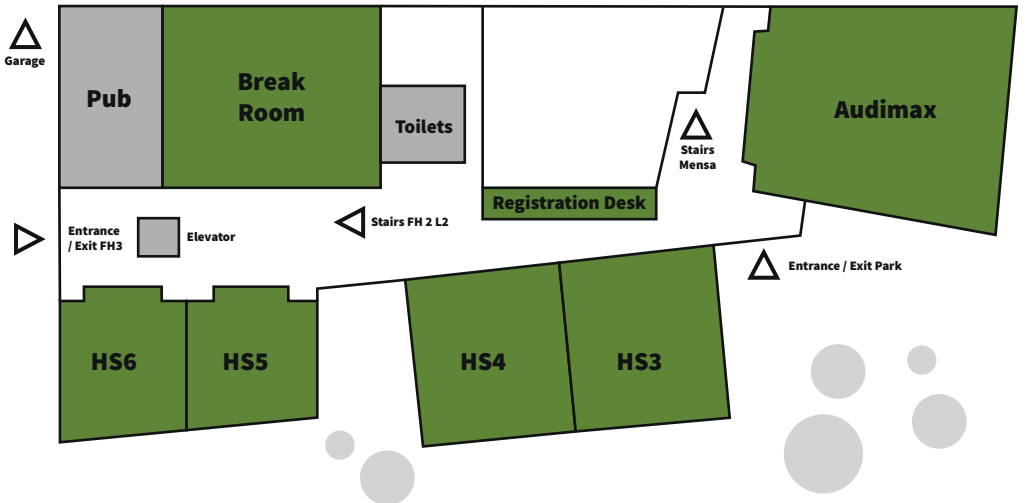 Garage
Pub
Break
Room
Toilets
Audimax
Stairs
Mensa
Registration Desk
Entrance
/ Exit FH3
Elevator
Stairs FH 2 L2
Entrance / Exit Park
HS6
HS5
HS4
HS3